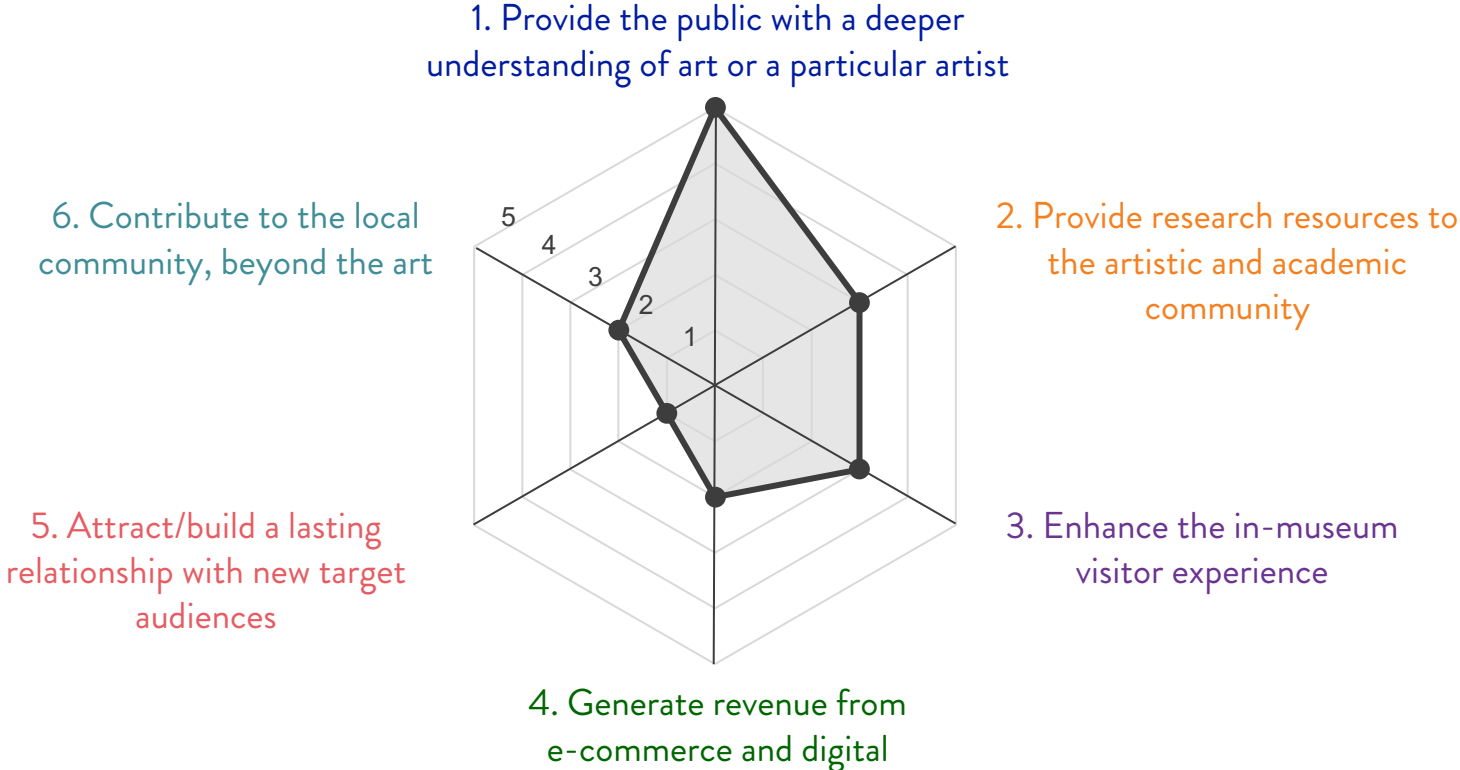 1. Provide the public with a deeper
understanding of art or a particular artist
6. Contribute to the local
community, beyond the art
5
4
3
2
1
2. Provide research resources to
the artistic and academic
community
5. Attract/build a lasting
relationship with new target
audiences
3. Enhance the in-museum
visitor experience
4. Generate revenue from
e-commerce and digital